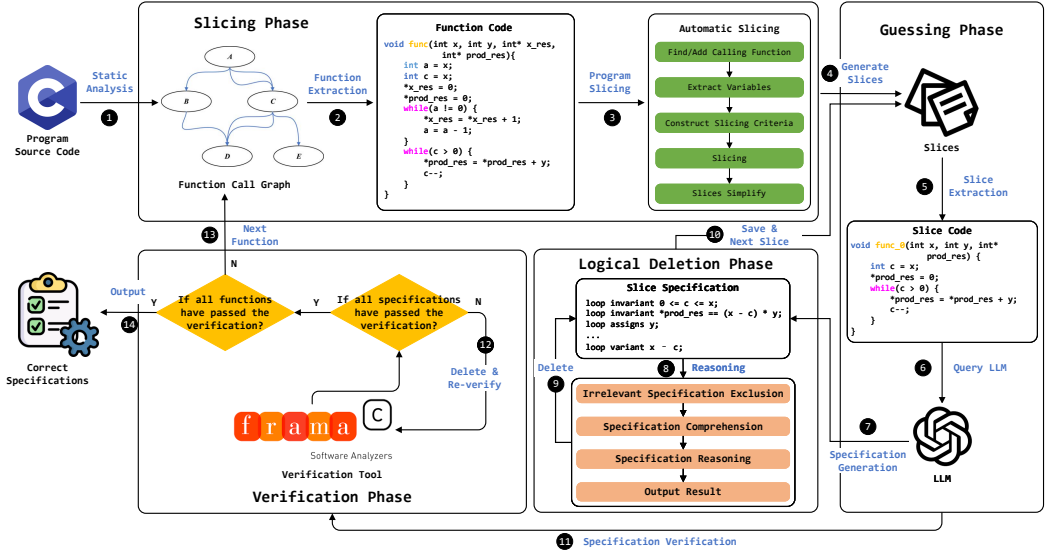 Slicing Phase
Static
Analysis
1
Program
Source Code
A
B
C
D
E
Function Call Graph
Function
Extraction
2
Function Code
void func(int x, int y, int* x_res,
int* prod_res){
int a = x;
int c = x;
*x_res = 0;
*prod_res = 0;
while(a != 0) {
*x_res = *x_res + 1;
a = a - 1;
}
while(c > 0) {
*prod_res = *prod_res + y;
c--;
}
}
Program
Slicing
3
Automatic Slicing
Find/Add Calling Function
Extract Variables
Construct Slicing Criteria
Slicing
Slices Simplify
4
Generate
Slices
Guessing Phase
Slices
5
Slice
Extraction
Slice Code
void func_0(int x, int y, int*
prod_res) {
int c = x;
*prod_res = 0;
while(c > 0) {
*prod_res = *prod_res + y;
c--;
}
}
6
Query LLM
LLM
7
Specification
Generation
10
Save &
Next Slice
Logical Deletion Phase
Slice Specification
loop invariant 0 <= c <= x;
loop invariant *prod_res == (x - c) * y;
loop assigns y;
...
loop variant x - c;
8
Reasoning
Delete
9
Irrelevant Specification Exclusion
Specification Comprehension
Specification Reasoning
Output Result
11
Specification Verification
13
Next
Function
N
If all functions
have passed the
verification?
Y
Y
If all specifications
have passed the
verification?
N
12
Delete &
Re-verify
frama
C
Software Analyzers
Verification Tool
Verification Phase
Output
14
Correct
Specifications